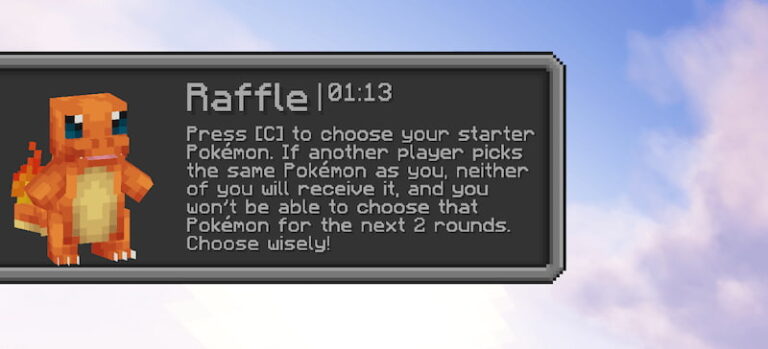 Raffle |01:13
Press [C] to choose your starter
Pokémon. If another player picks
the same Pokémon as you, neither
of you will receive it, and you
won't be able to choose that
Pokémon for the next 2 rounds.
Choose wisely!